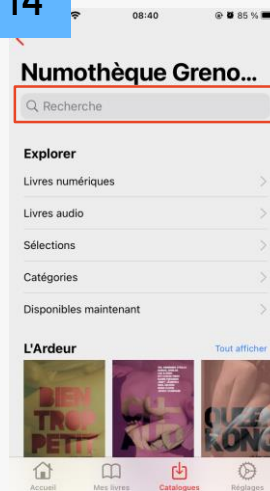 14
08:40
85 %
Numothèque Greno...
Recherche
Explorer
Livres numériques
Livres audio
Sélections
Catégories
Disponibles maintenant
L'Ardeur
Tout afficher
BIEN
TROP
PETIT
KONG
Accueil
Mes livres
Catalogues
Réglages